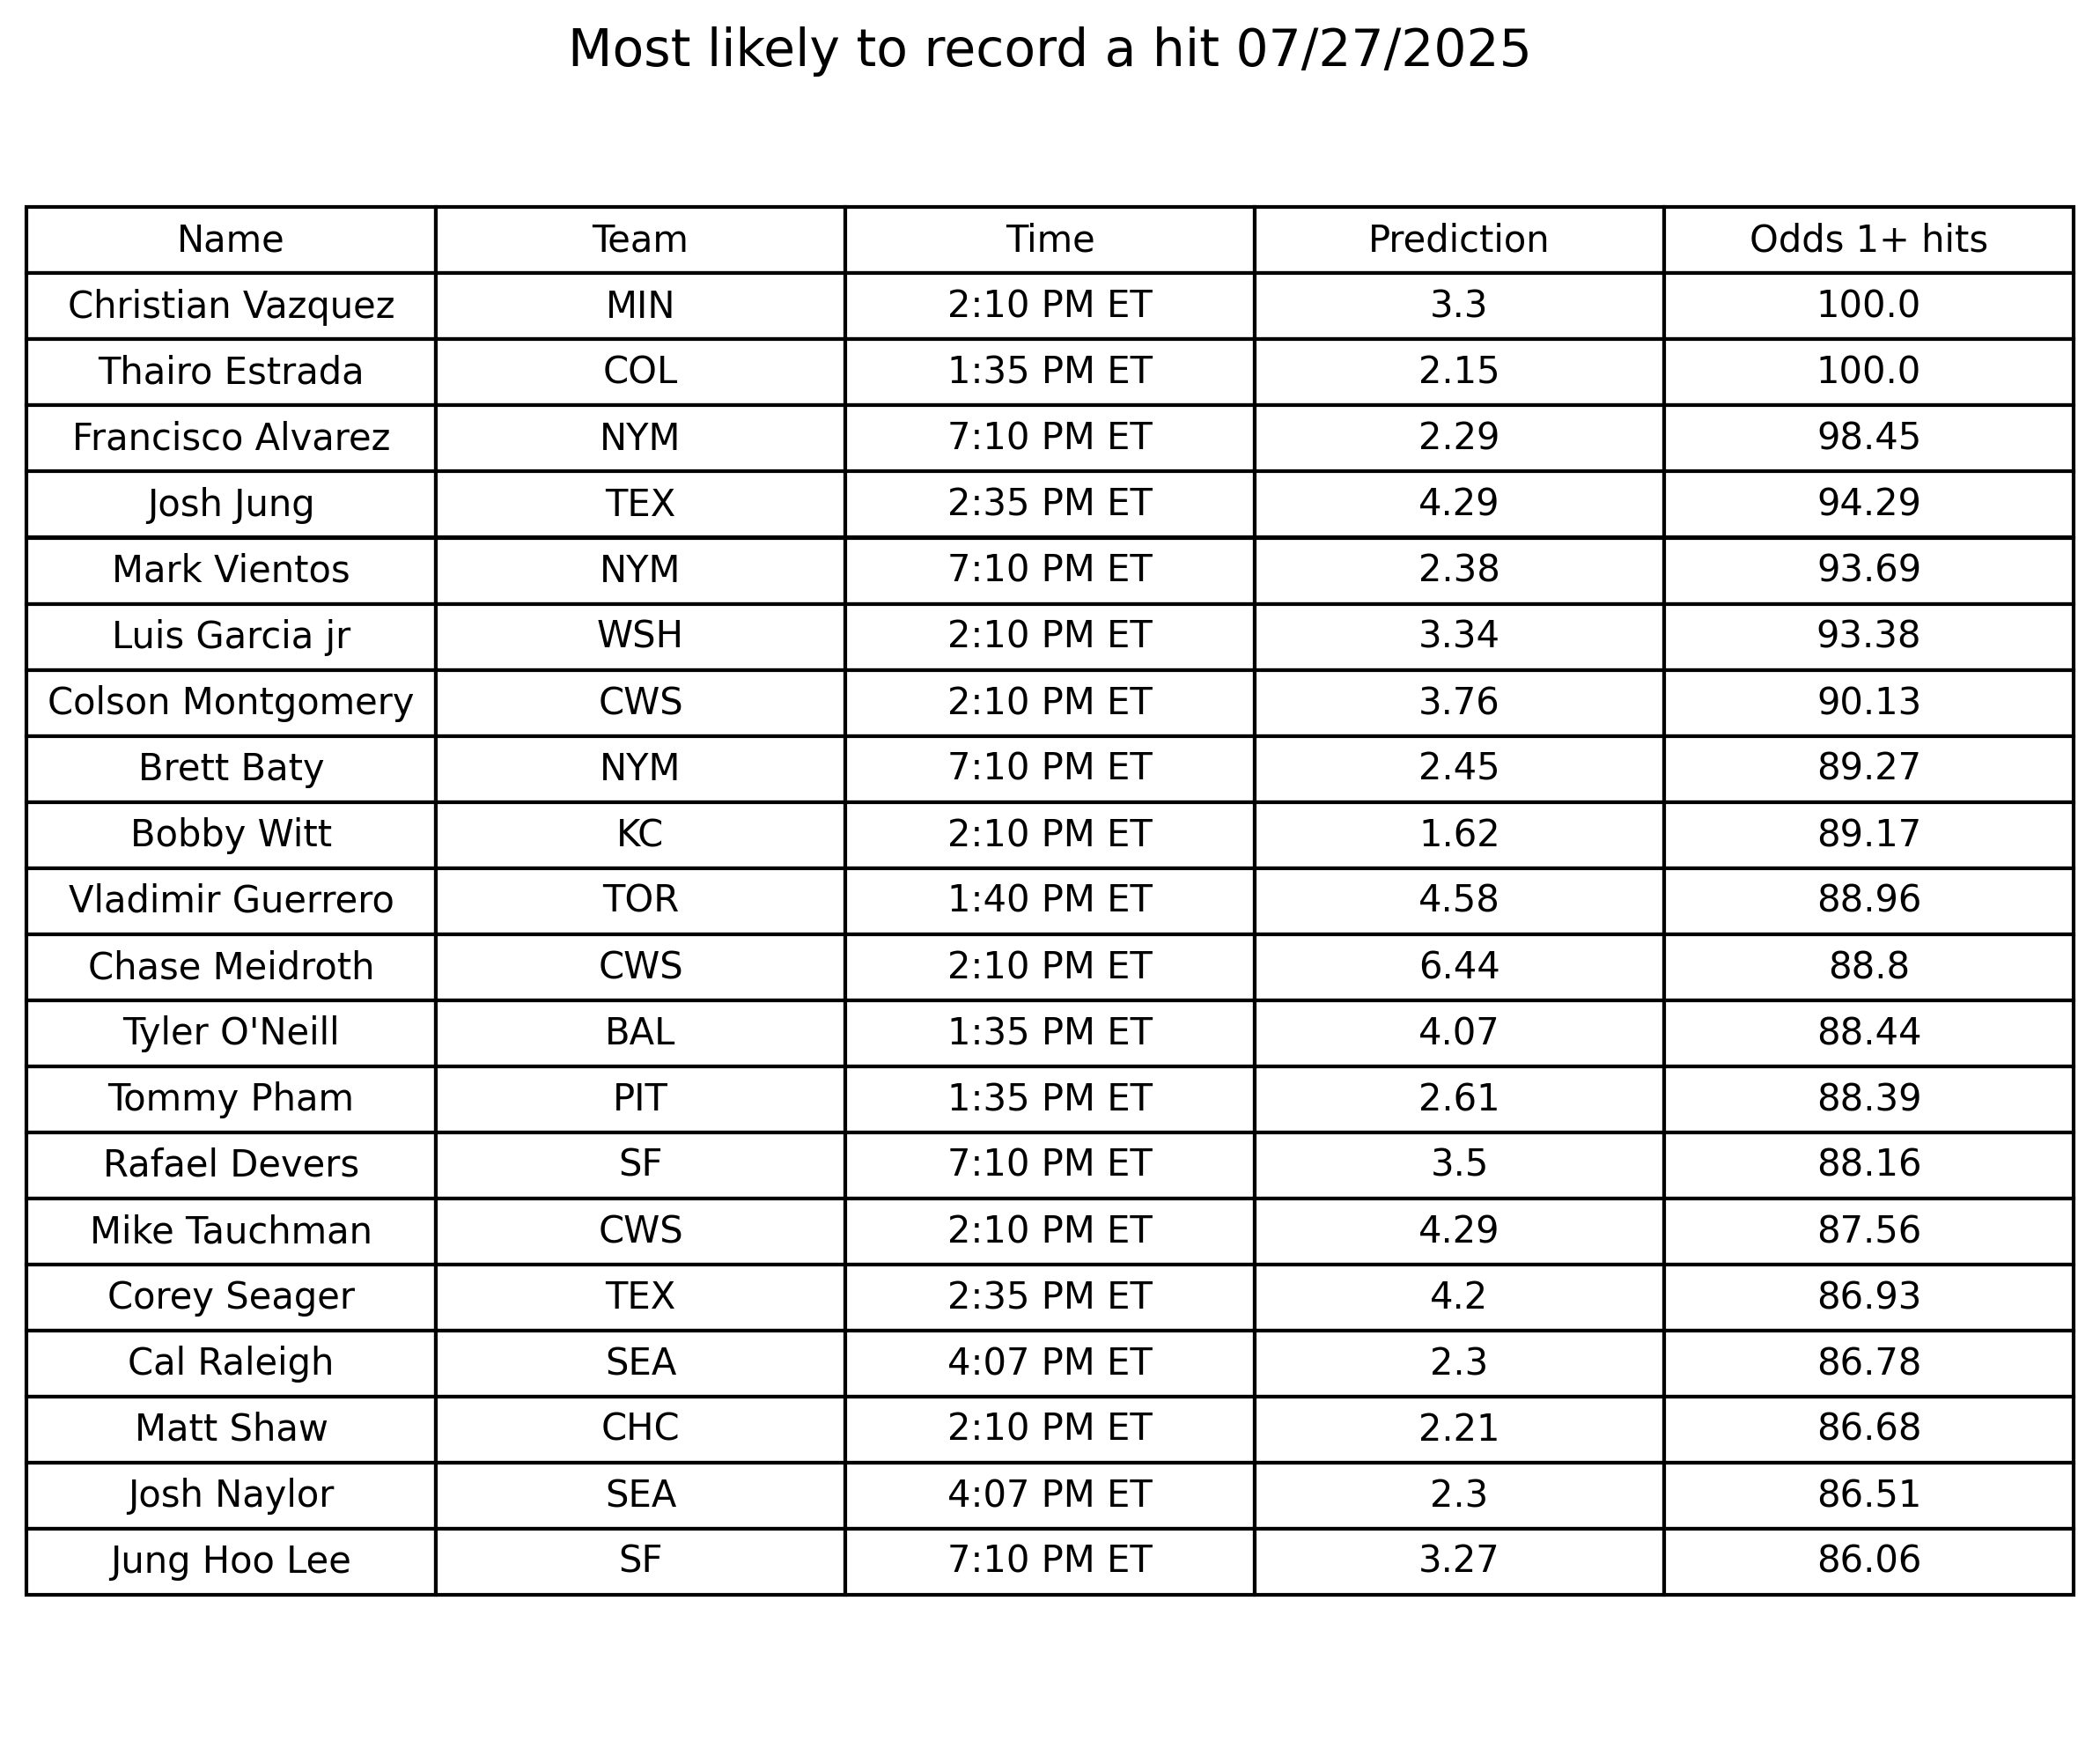 Most likely to record a hit 07/27/2025
Name Team Time Prediction Odds 1+ hits
Christian Vazquez MIN 2:10 PM ET 3.3 100.0
Thairo Estrada COL 1:35 PM ET 2.15 100.0
Francisco Alvarez NYM 7:10 PM ET 2.29 98.45
Josh Jung TEX 2:35 PM ET 4.29 94.29
Mark Vientos NYM 7:10 PM ET 2.38 93.69
Luis Garcia jr WSH 2:10 PM ET 3.34 93.38
Colson Montgomery CWS 2:10 PM ET 3.76 90.13
Brett Baty NYM 7:10 PM ET 2.45 89.27
Bobby Witt KC 2:10 PM ET 1.62 89.17
Vladimir Guerrero TOR 1:40 PM ET 4.58 88.96
Chase Meidroth CWS 2:10 PM ET 6.44 88.8
Tyler O'Neill BAL 1:35 PM ET 4.07 88.44
Tommy Pham PIT 1:35 PM ET 2.61 88.39
Rafael Devers SF 7:10 PM ET 3.5 88.16
Mike Tauchman CWS 2:10 PM ET 4.29 87.56
Corey Seager TEX 2:35 PM ET 4.2 86.93
Cal Raleigh SEA 4:07 PM ET 2.3 86.78
Matt Shaw CHC 2:10 PM ET 2.21 86.68
Josh Naylor SEA 4:07 PM ET 2.3 86.51
Jung Hoo Lee SF 7:10 PM ET 3.27 86.06